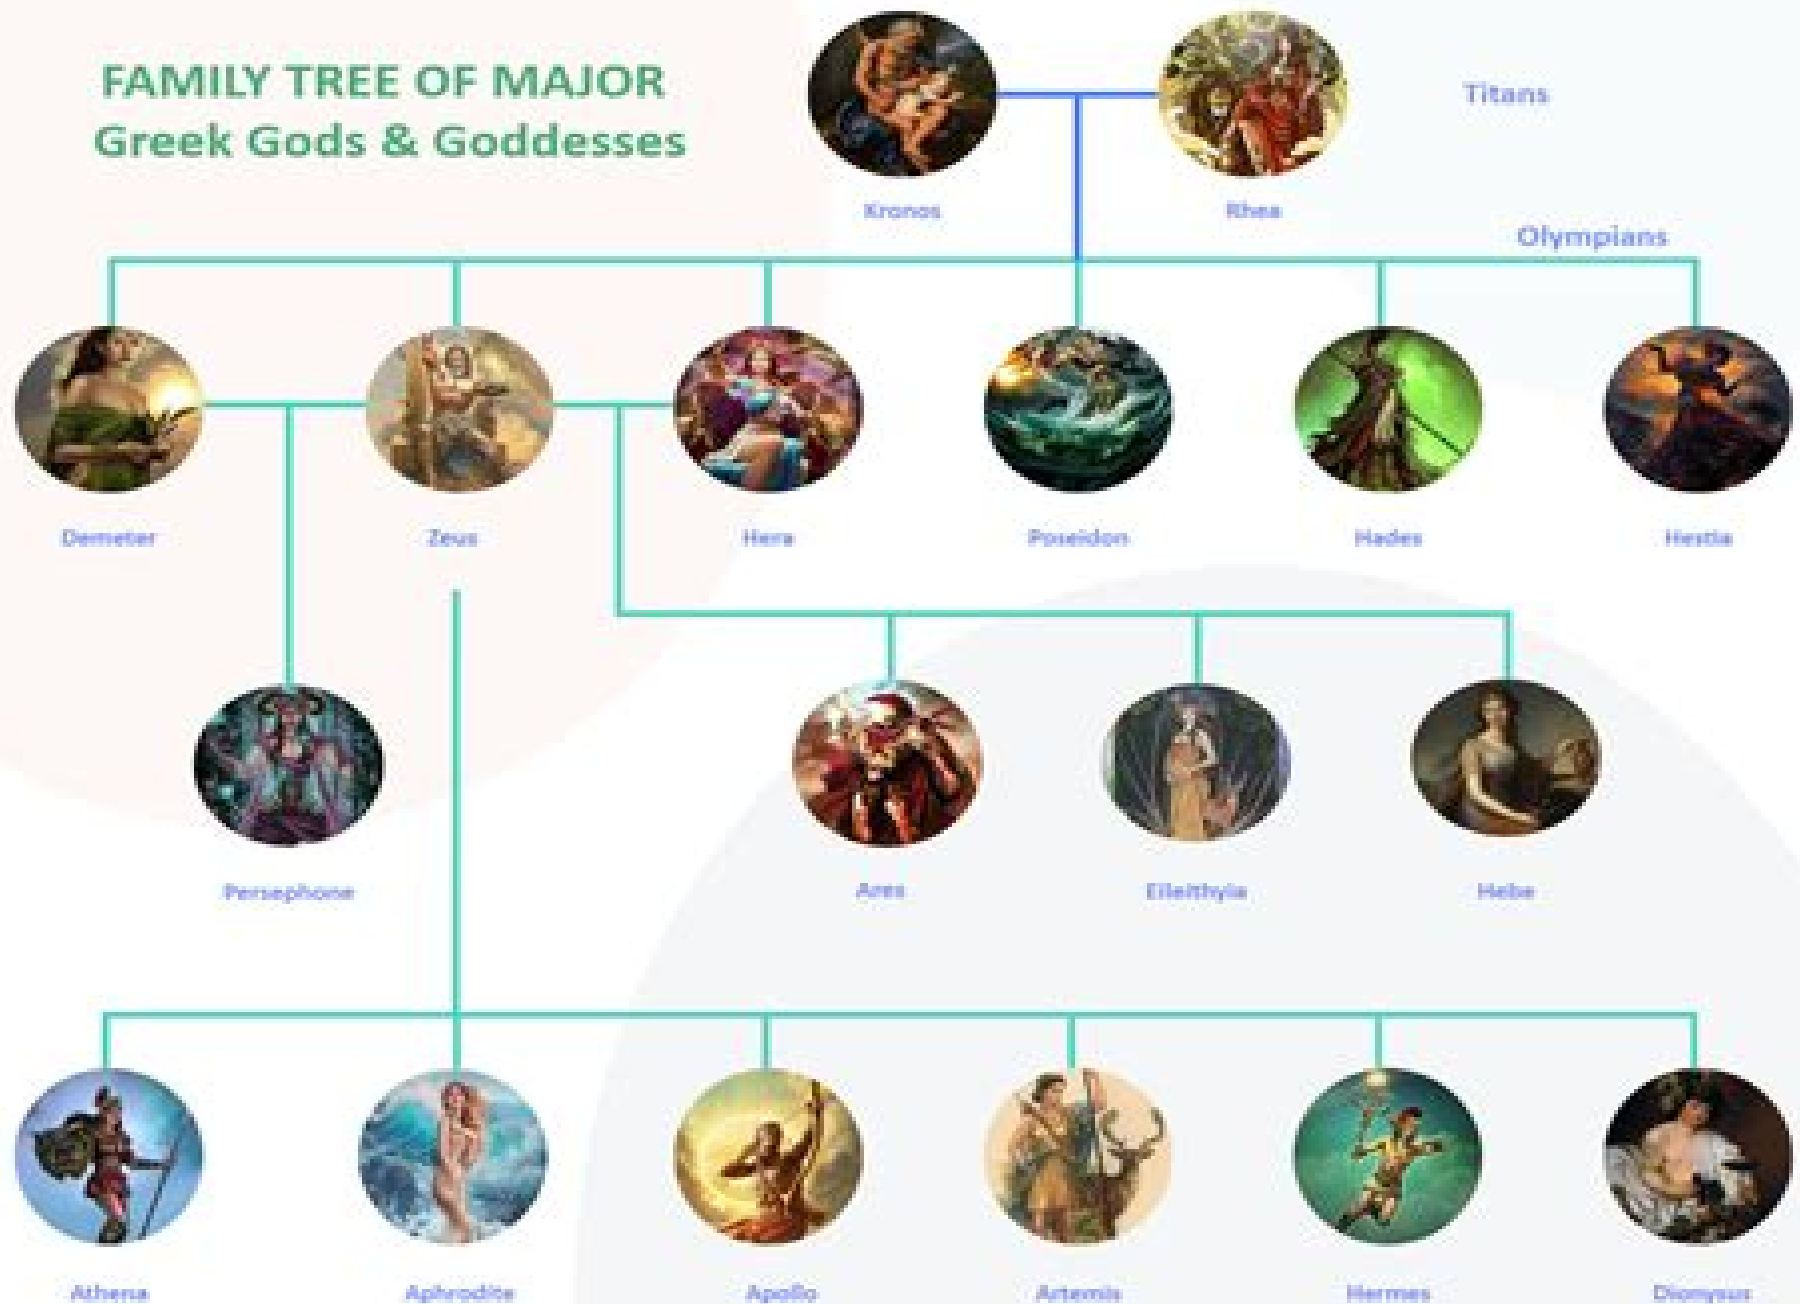 FAMILY TREE OF MAJOR
Greek Gods & Goddesses
Titans
Kronos
Rhea
Olympians
Demeter
Zeus
Hera
Poseidon
Hades
Hestia
Persephone
Ares
Eileithyia
Hebe
Athena
Aphrodite
Apollo
Artemis
Hermes
Dionysus